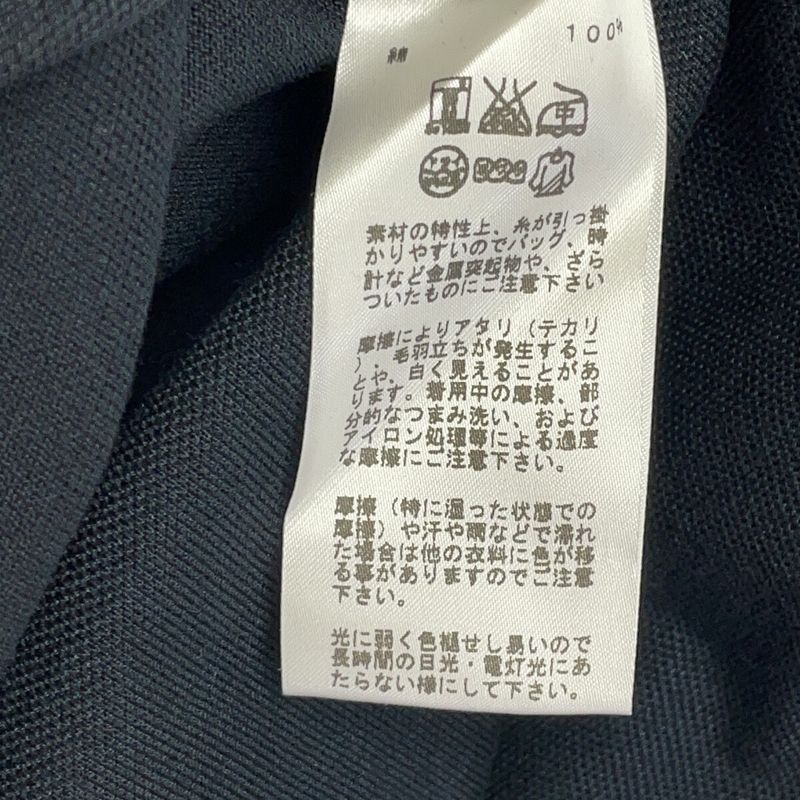 綿 100%
中
素材の特性上、糸が引っ掛
かりやすいのでバッグ、時
計など金属突起物や、ざら
ついたものにご注意下さい
摩擦によりアタリ(テカリ
)、毛羽立ちが発生するこ
とや、白く見えることがあ
ります。着用中の摩擦、部
分的なつまみ洗い、および
アイロン処理等による過度
な摩擦にご注意下さい。
摩擦(特に湿った状態での
摩擦)や汗や雨などで濡れ
た場合は他の衣料に色が移
る事がありますのでご注意
下さい。
光に弱く色褪せし易いので
長時間の日光・電灯光にあ
たらない様にして下さい。